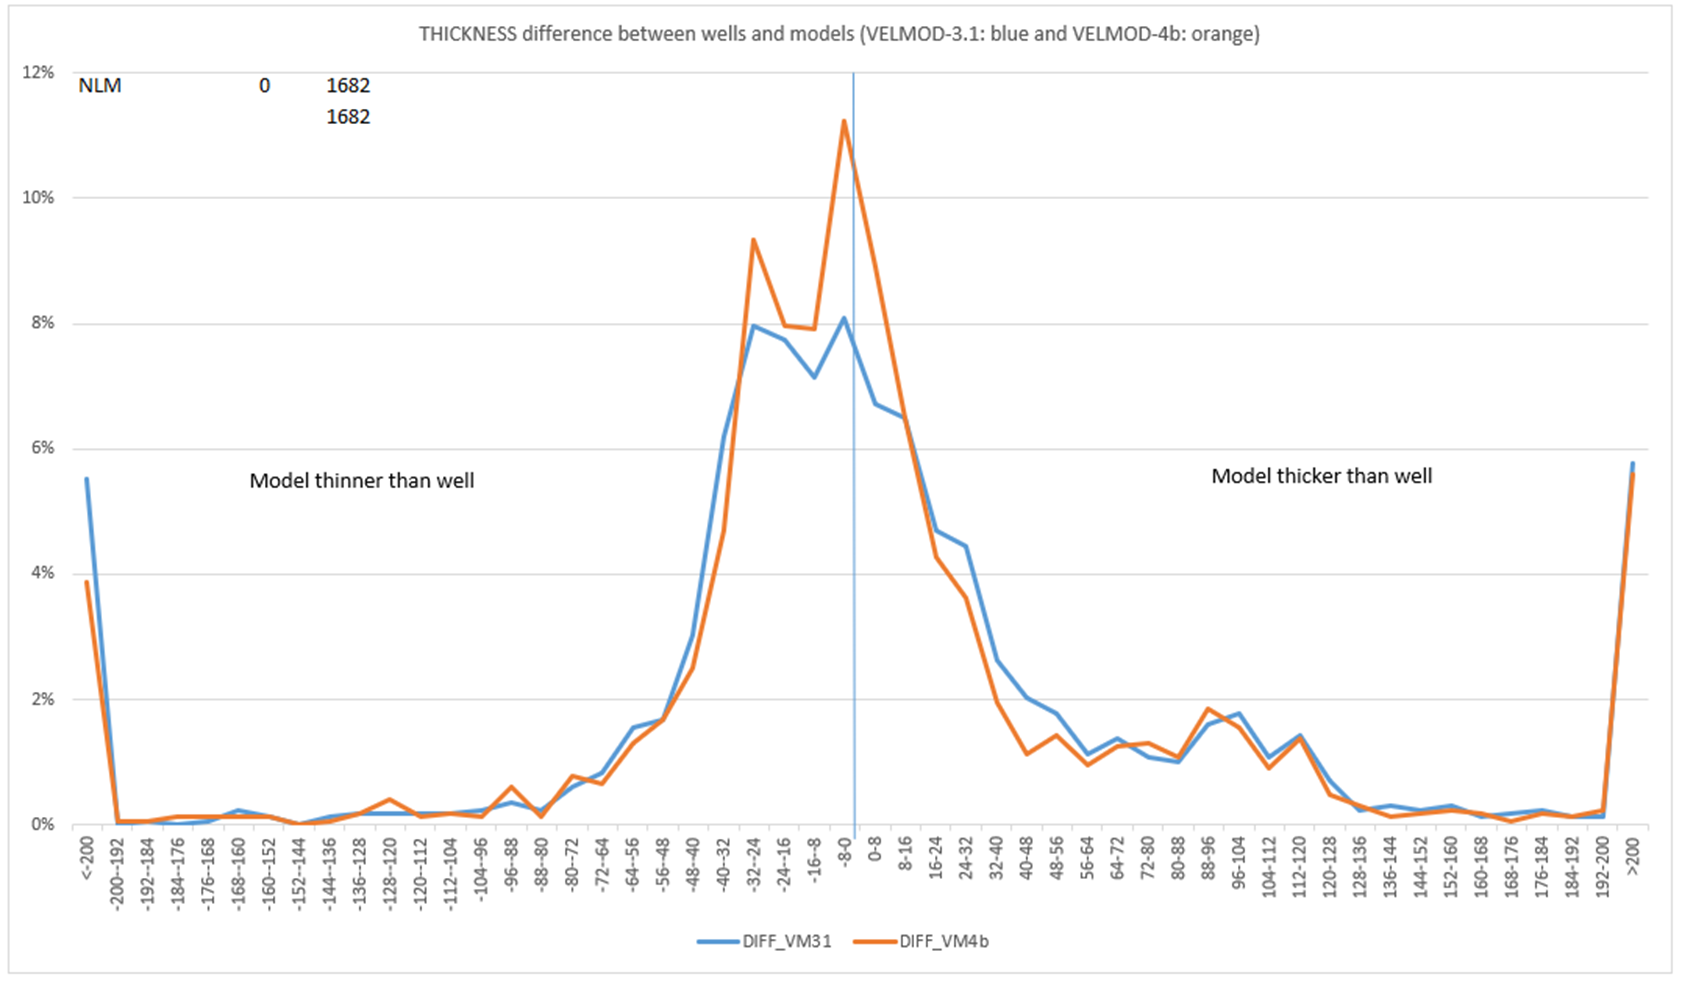 THICKNESS difference between wells and models (VELMOD-3.1: blue and VELMOD-4b: orange)
12%
NLM 0 1682
1682
10%
8%
6%
Model thinner than well
Model thicker than well
4%
2%
0%
<-200 -200--192 -192--184 -184--176 -176--168 -168--160 -160--152 -152--144 -144--136 -136--128 -128--120 -120--112 -112--104 -104--96 -96--88 -88--80 -80--72 -72--64 -64--56 -56--48 -48--40 -40--32 -32--24 -24--16 -16--8 -8-0 0-8 8-16 16-24 24-32 32-40 40-48 48-56 56-64 64-72 72-80 80-88 88-96 96-104 104-112 112-120 120-128 128-136 136-144 144-152 152-160 160-168 168-176 176-184 184-192 192-200 >200
DIFF_VM31 DIFF_VM4b